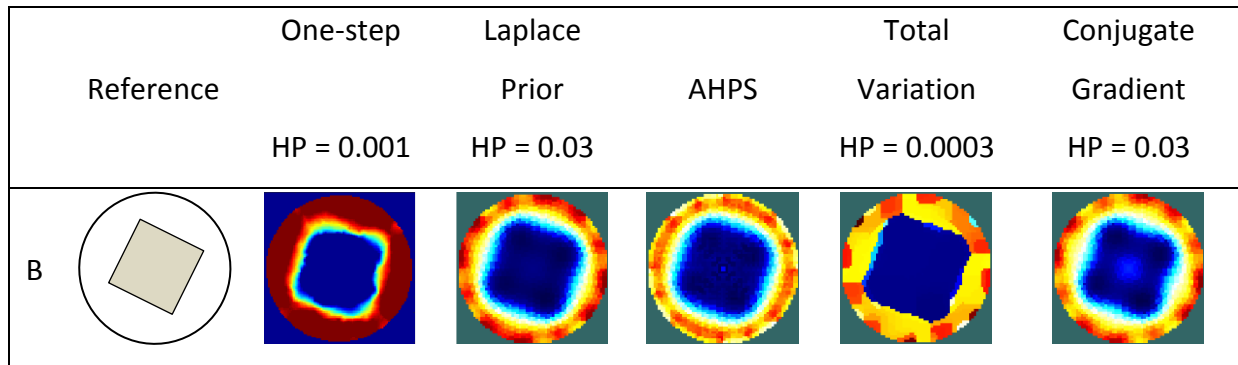 One-step Laplace Total Conjugate
Reference Prior AHPS Variation Gradient
HP = 0.001 HP = 0.03 HP = 0.0003 HP = 0.03
B